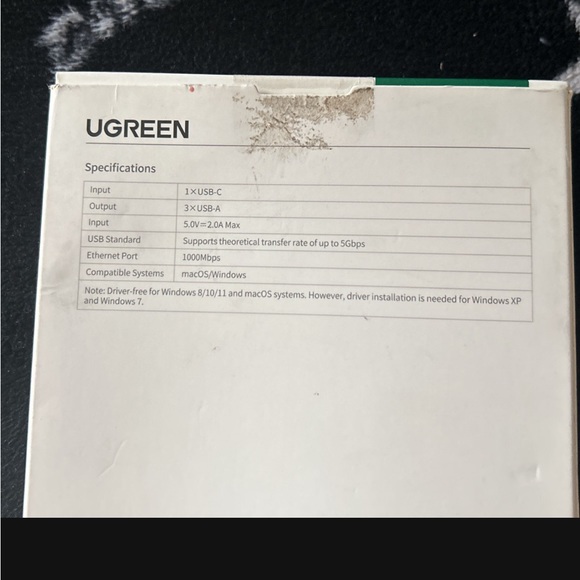 UGREEN
Specifications
Input 1×USB-C
Output 3×USB-A
Input 5.0V⎓2.0A Max
USB Standard Supports theoretical transfer rate of up to 5Gbps
Ethernet Port 1000Mbps
Compatible Systems macOS/Windows
Note: Driver-free for Windows 8/10/11 and macOS systems. However, driver installation is needed for Windows XP
and Windows 7.